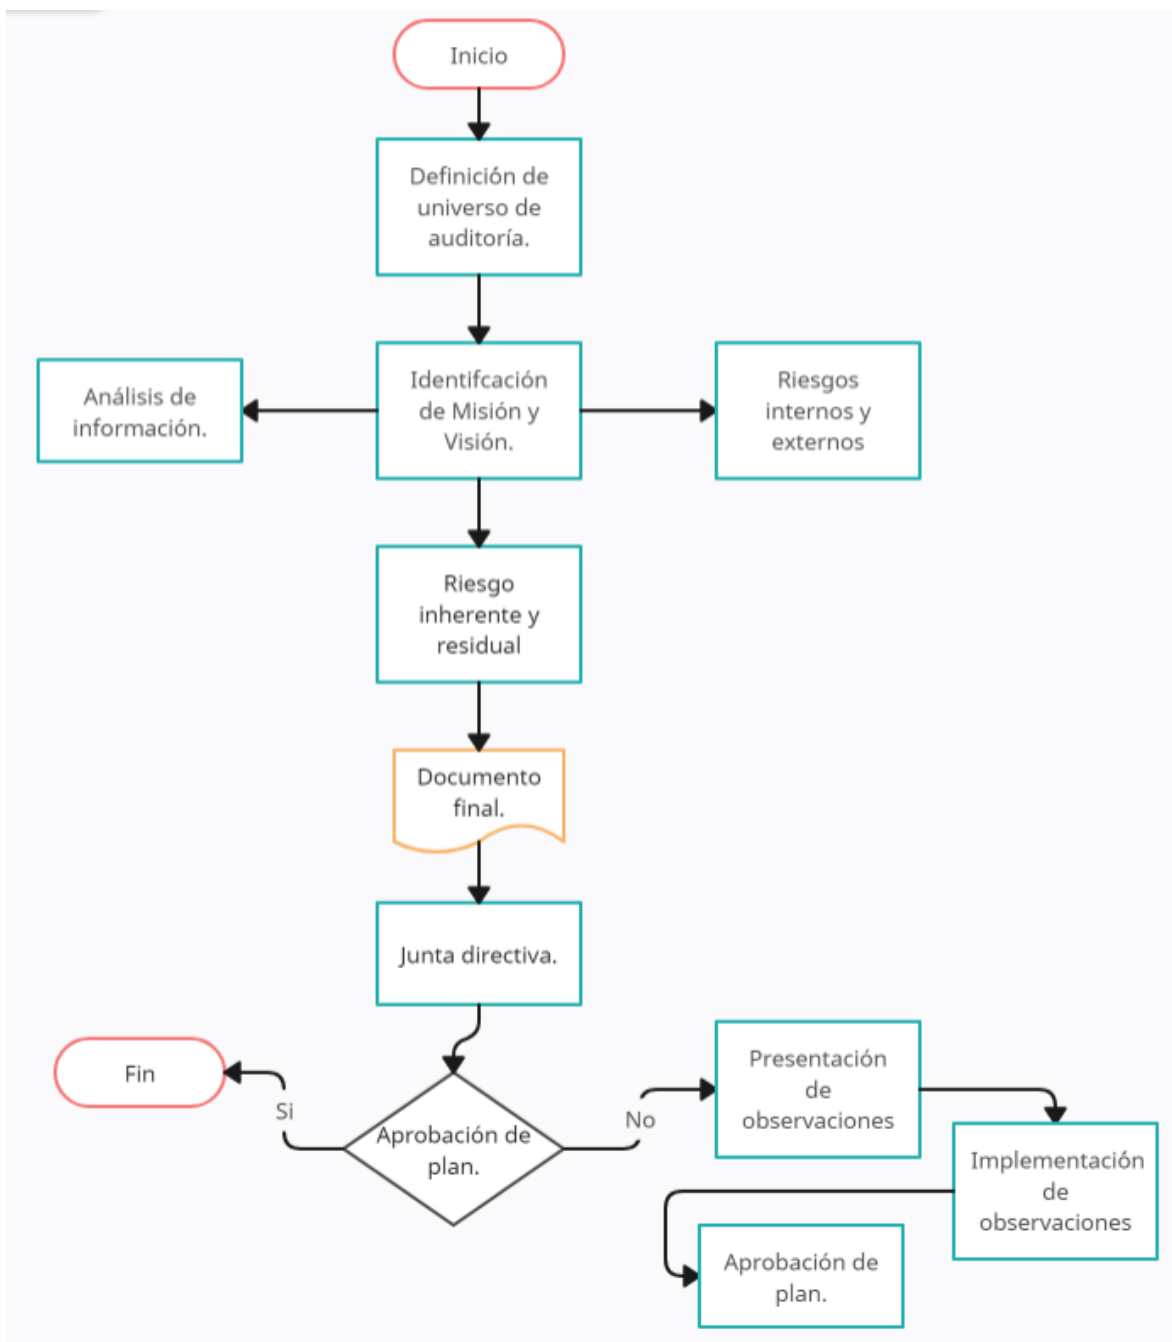 Inicio
Definición de
universo de
auditoría.
Análisis de
información.
Identifcación
de Misión y
Visión.
Riesgos
internos y
externos
Riesgo
inherente y
residual
Documento
final.
Junta directiva.
Fin
Si
Aprobación de
plan.
No
Presentación
de
observaciones
Implementación
de
observaciones
Aprobación de
plan.